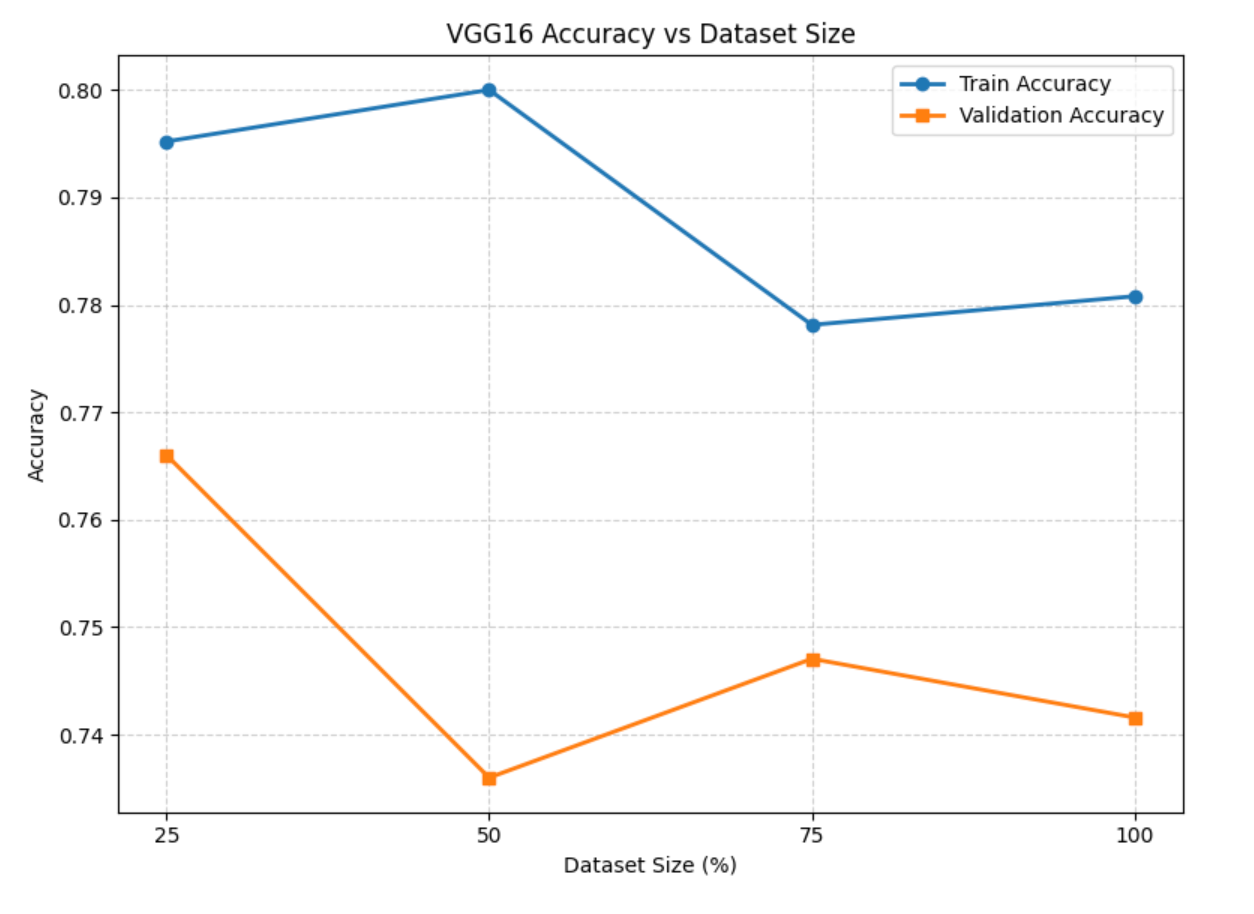 VGG16 Accuracy vs Dataset Size
Train Accuracy
Validation Accuracy
0.80
0.79
0.78
0.77
0.76
0.75
0.74
Accuracy
25 50 75 100
Dataset Size (%)